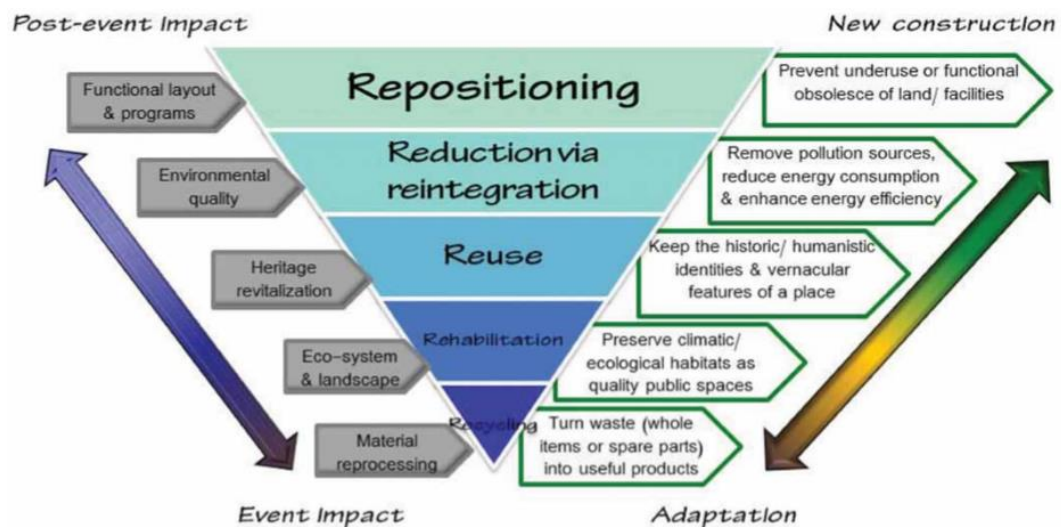 Post-event Impact
New construction
Functional layout
& programs
Repositioning
Prevent underuse or functional
obsolesce of land/ facilities
Environmental
quality
Reduction via
reintegration
Remove pollution sources,
reduce energy consumption
& enhance energy efficiency
Heritage
revitalization
Reuse
Keep the historic/ humanistic
identities & vernacular
features of a place
Eco-system
& landscape
Rehabilitation
Preserve climatic/
ecological habitats as
quality public spaces
Material
reprocessing
Recycling
Turn waste (whole
items or spare parts)
into useful products
Event Impact
Adaptation